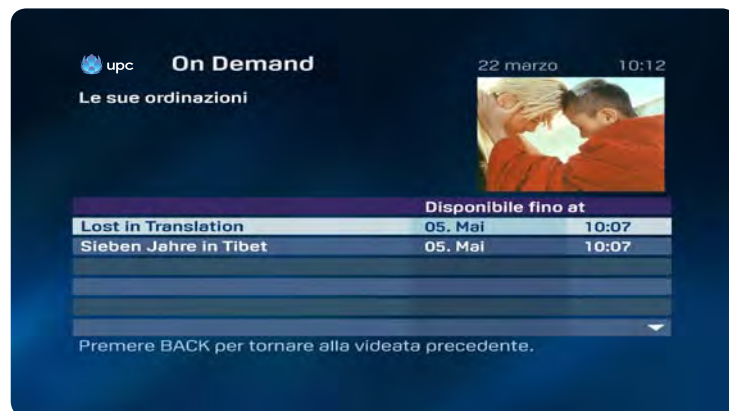 upc On Demand 22 marzo 10:12
Le sue ordinazioni
Disponibile fino at
Lost in Translation 05. Mai 10:07
Sieben Jahre in Tibet 05. Mai 10:07
Premere BACK per tornare alla videata precedente.